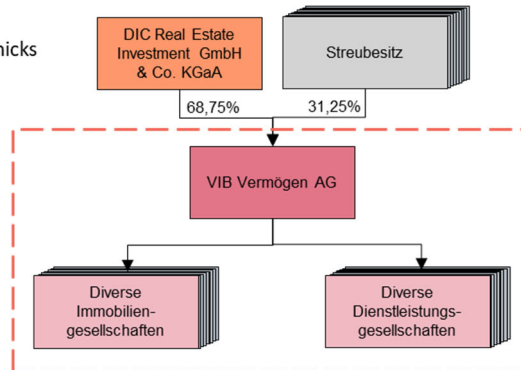 nicks
DIC Real Estate
Investment GmbH
& Co. KGaA
Streubesitz
68,75%
31,25%
VIB Vermögen AG
Diverse
Immobilien-
gesellschaften
Diverse
Dienstleistungs-
gesellschaften